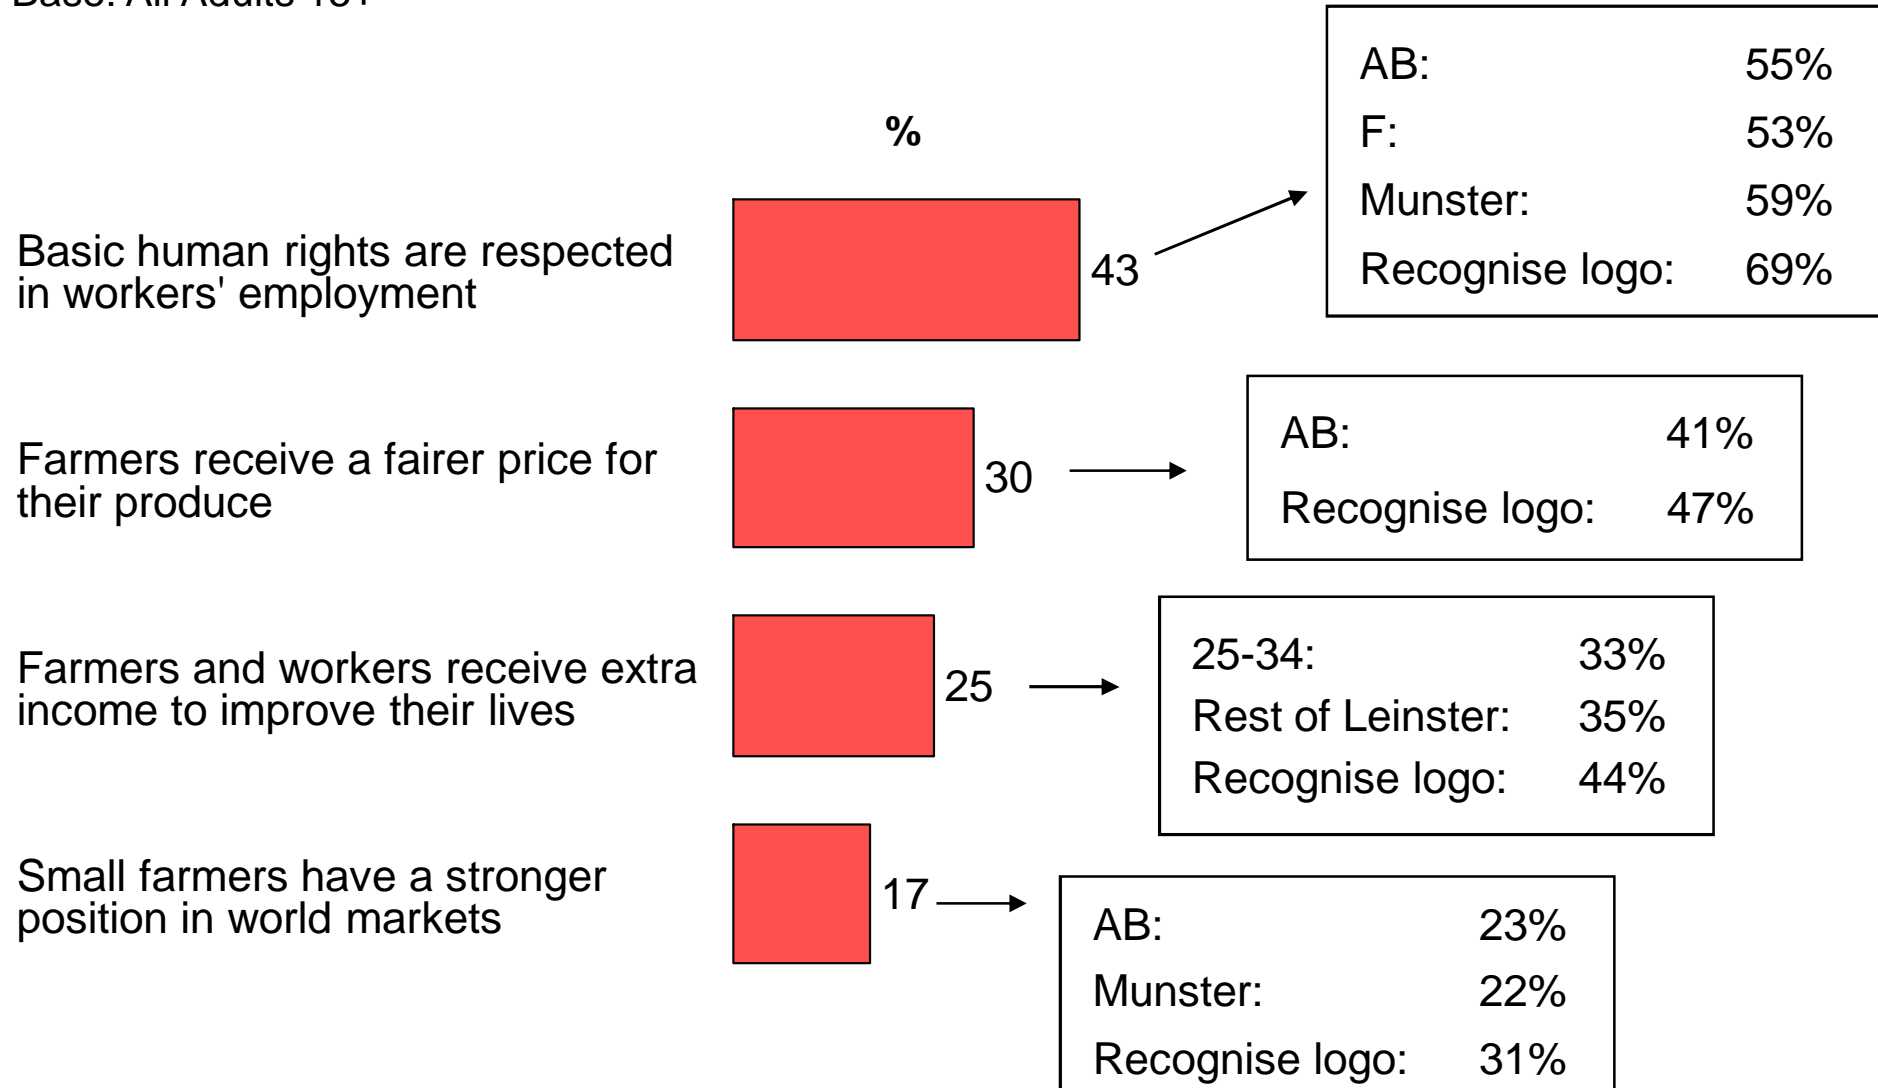 %
Basic human rights are respected
in workers' employment
43
AB: 55%
F: 53%
Munster: 59%
Recognise logo: 69%
Farmers receive a fairer price for
their produce
30
AB: 41%
Recognise logo: 47%
Farmers and workers receive extra
income to improve their lives
25
25-34: 33%
Rest of Leinster: 35%
Recognise logo: 44%
Small farmers have a stronger
position in world markets
17
AB: 23%
Munster: 22%
Recognise logo: 31%